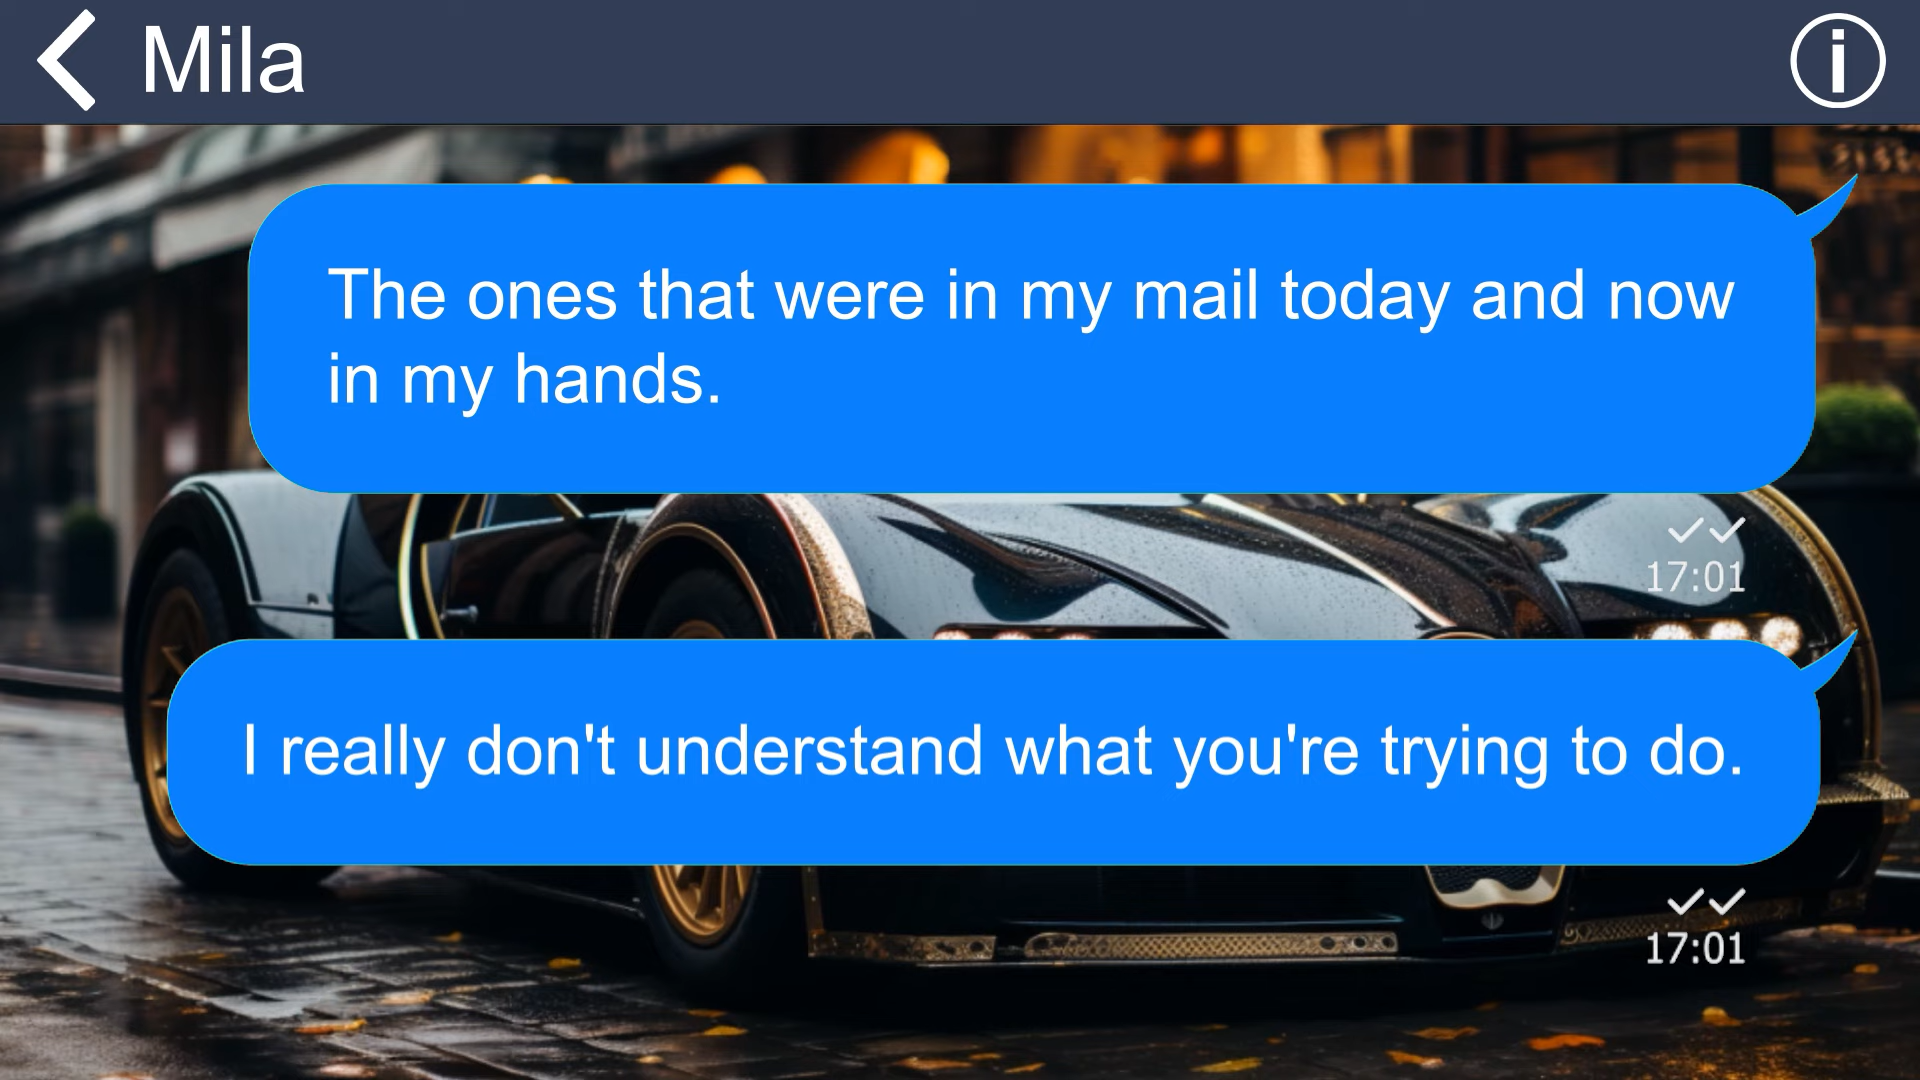 Mila
The ones that were in my mail today and now
in my hands.
17:01
I really don't understand what you're trying to do.
17:01